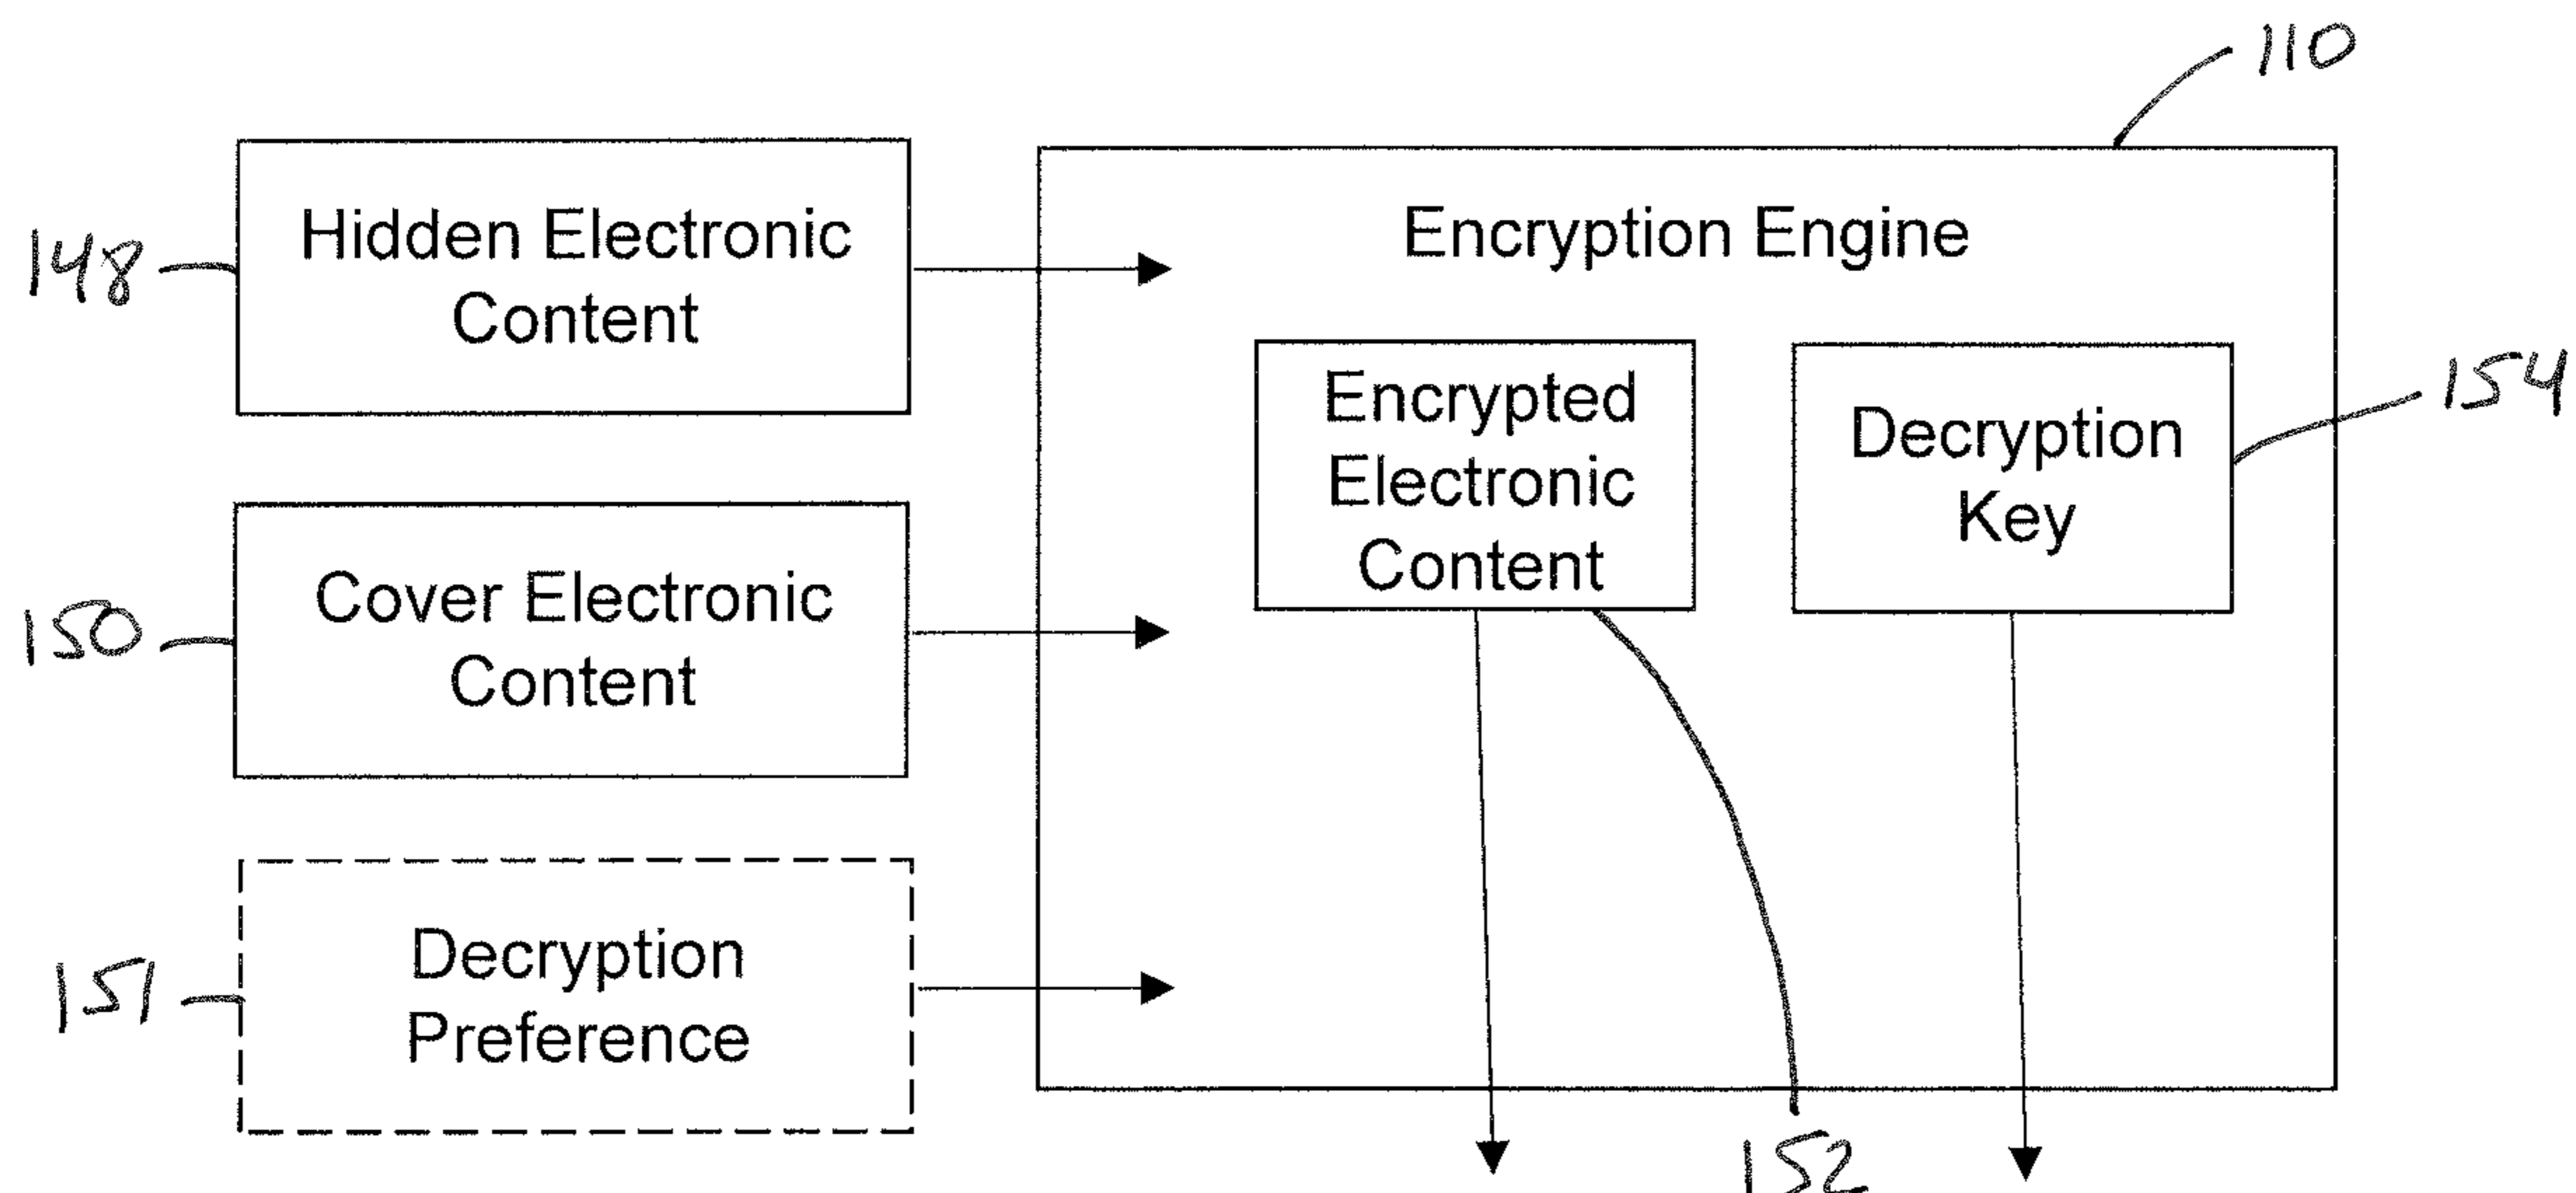 110
148
Hidden Electronic
Content
Encryption Engine
Encrypted
Electronic
Content
Decryption
Key
154
150
Cover Electronic
Content
151
Decryption
Preference
152